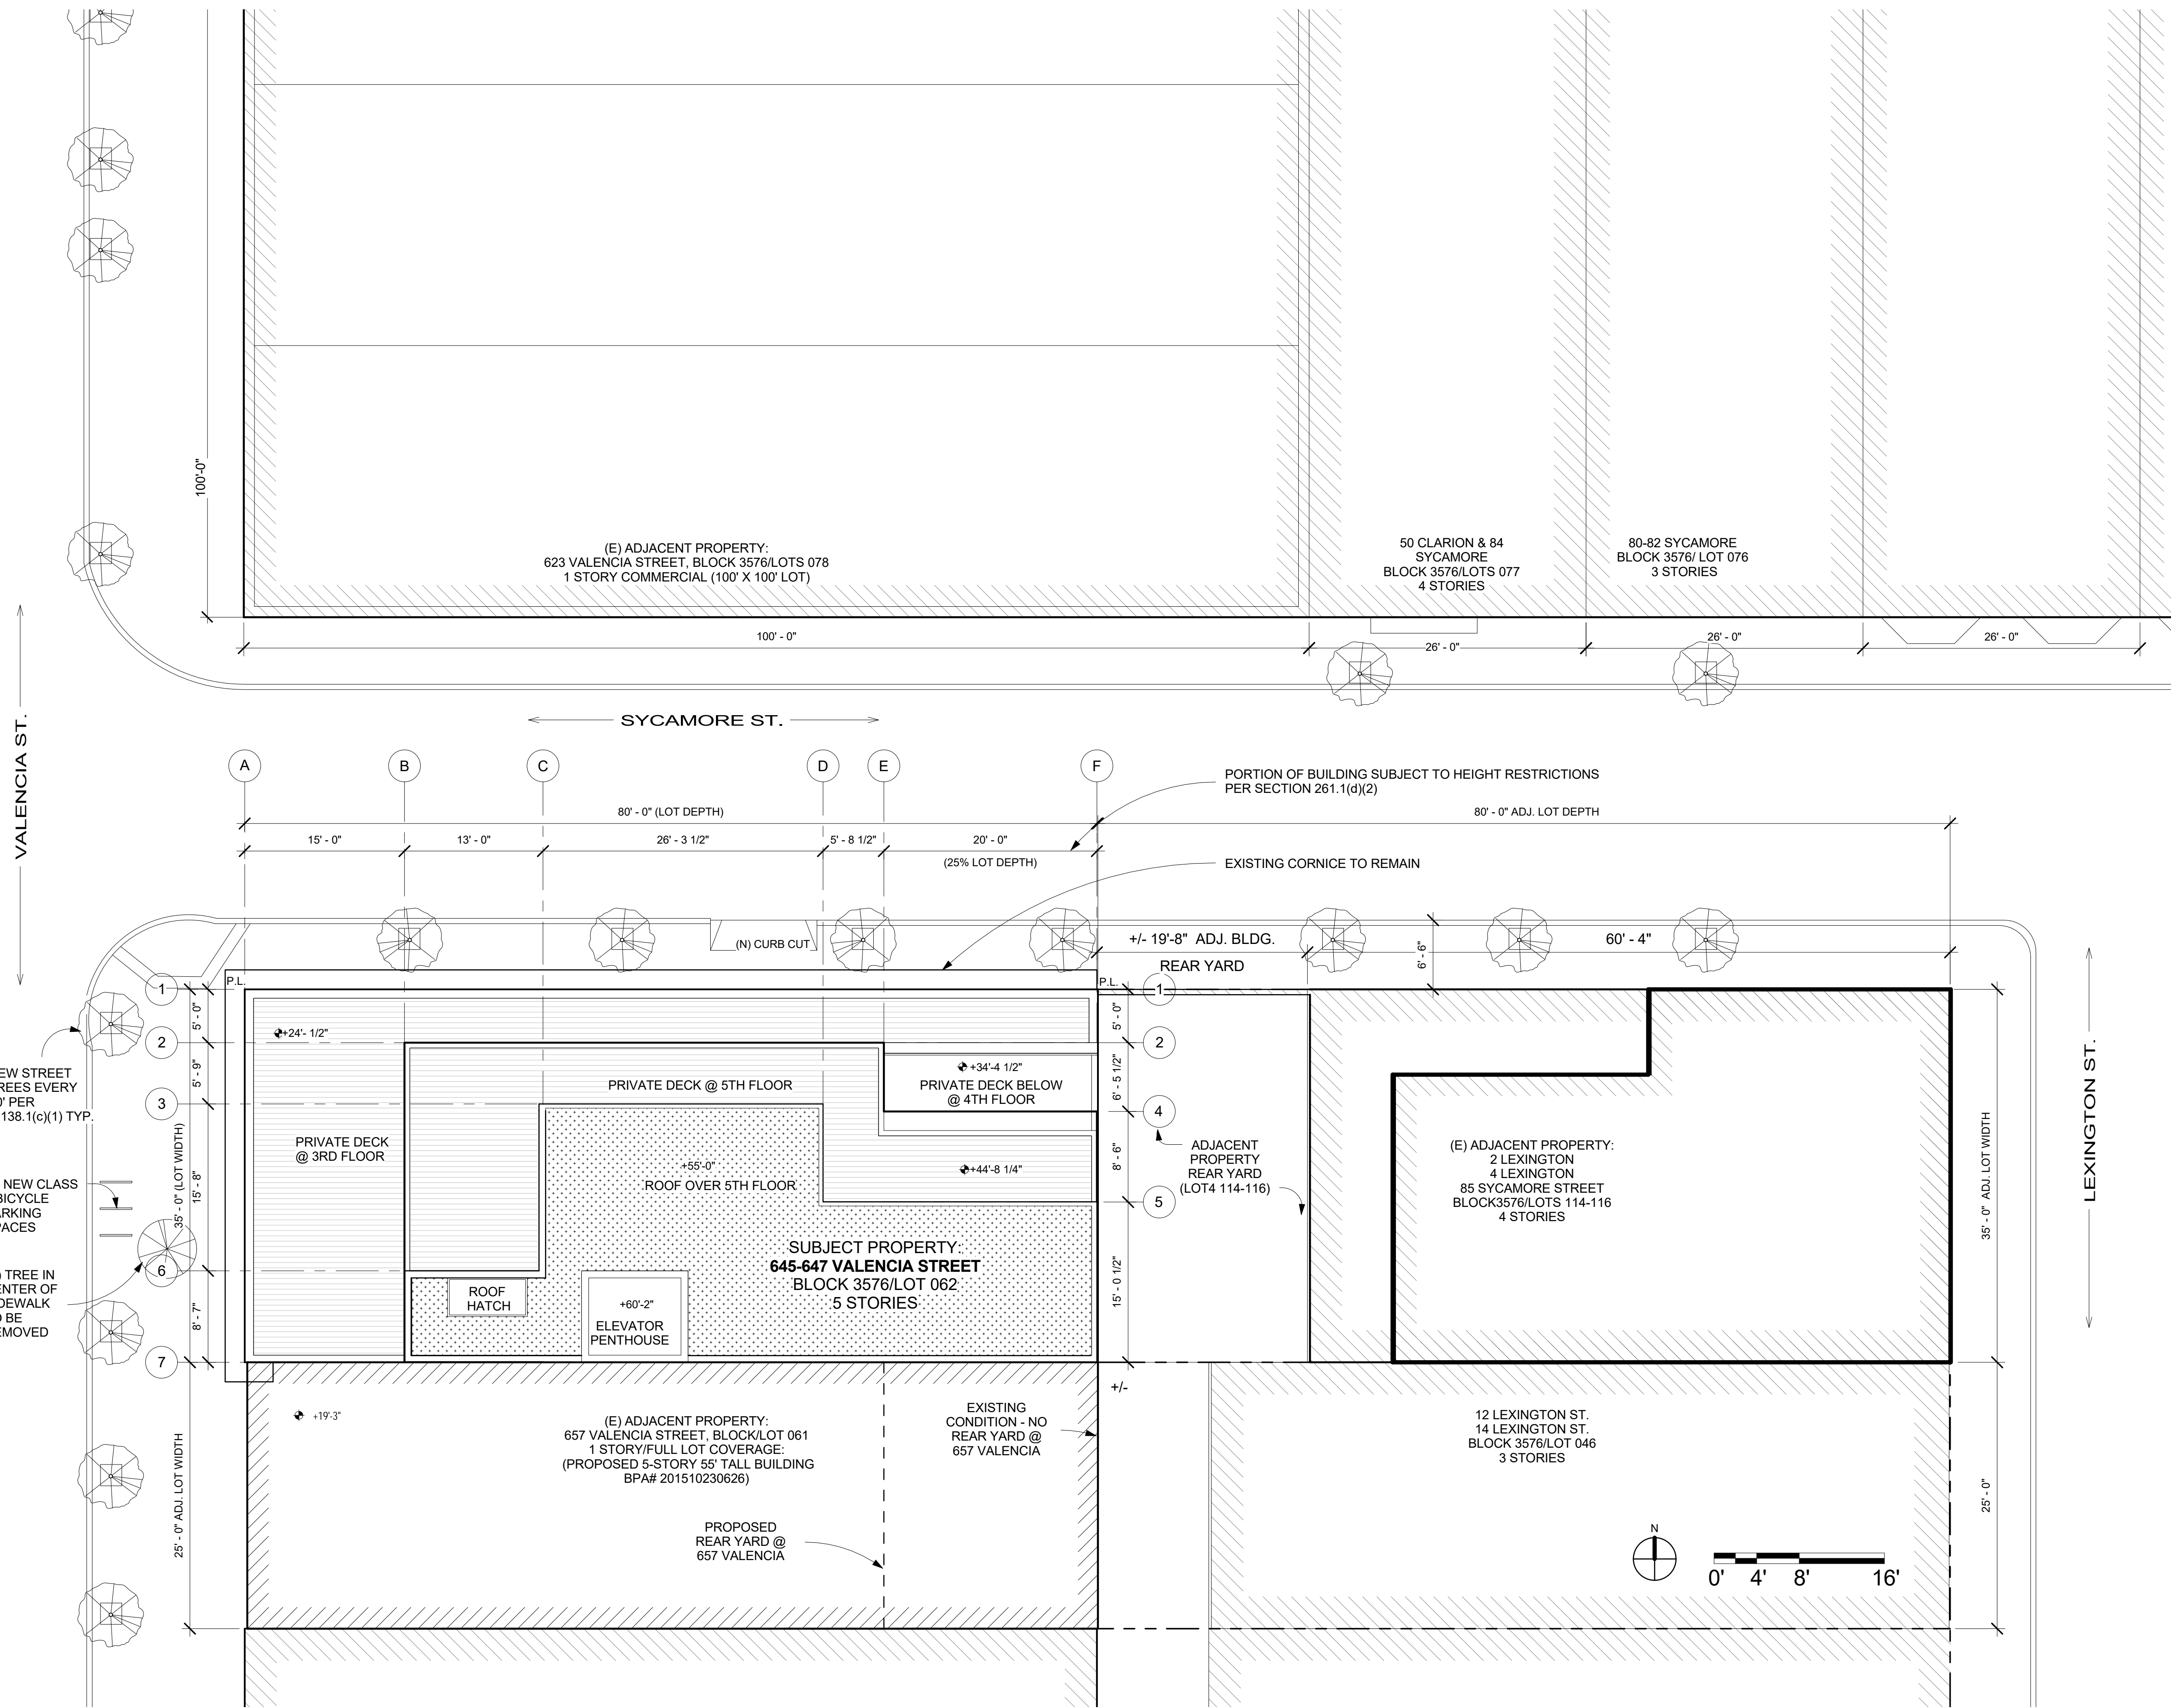 100'-0"
(E) ADJACENT PROPERTY:
623 VALENCIA STREET, BLOCK 3576/LOTS 078
1 STORY COMMERCIAL (100' X 100' LOT)
50 CLARION & 84
SYCAMORE
BLOCK 3576/LOTS 077
4 STORIES
80-82 SYCAMORE
BLOCK 3576/ LOT 076
3 STORIES
100' - 0"
26' - 0"
26' - 0"
26' - 0"
VALENCIA ST.
SYCAMORE ST.
A
B
C
D
E
F
PORTION OF BUILDING SUBJECT TO HEIGHT RESTRICTIONS
PER SECTION 261.1(d)(2)
80' - 0" (LOT DEPTH)
80' - 0" ADJ. LOT DEPTH
15' - 0"
13' - 0"
26' - 3 1/2"
5' - 8 1/2"
20' - 0"
(25% LOT DEPTH)
EXISTING CORNICE TO REMAIN
(N) CURB CUT
+/- 19'-8" ADJ. BLDG.
REAR YARD
60' - 4"
6' - 6"
P.L.
P.L.
1
2
3
6
7
1
2
4
5
5' - 0"
5' - 9"
15' - 8"
8' - 7"
35' - 0" (LOT WIDTH)
5' - 0"
6' - 5 1/2"
8' - 6"
15' - 0 1/2"
+24'- 1/2"
PRIVATE DECK @ 5TH FLOOR
+34'-4 1/2"
PRIVATE DECK BELOW
@ 4TH FLOOR
EW STREET
REES EVERY
0' PER
138.1(c)(1) TYP.
PRIVATE DECK
@ 3RD FLOOR
+55'-0"
ROOF OVER 5TH FLOOR
+44'-8 1/4"
ADJACENT
PROPERTY
REAR YARD
(LOT4 114-116)
(E) ADJACENT PROPERTY:
2 LEXINGTON
4 LEXINGTON
85 SYCAMORE STREET
BLOCK3576/LOTS 114-116
4 STORIES
35' - 0" ADJ. LOT WIDTH
LEXINGTON ST.
NEW CLASS
BICYCLE
ARKING
PACES
) TREE IN
ENTER OF
DEWALK
O BE
EMOVED
SUBJECT PROPERTY:
645-647 VALENCIA STREET
BLOCK 3576/LOT 062
5 STORIES
ROOF
HATCH
+60'-2"
ELEVATOR
PENTHOUSE
+/-
+19'-3"
(E) ADJACENT PROPERTY:
657 VALENCIA STREET, BLOCK/LOT 061
1 STORY/FULL LOT COVERAGE:
(PROPOSED 5-STORY 55' TALL BUILDING
BPA# 201510230626)
EXISTING
CONDITION - NO
REAR YARD @
657 VALENCIA
12 LEXINGTON ST.
14 LEXINGTON ST.
BLOCK 3576/LOT 046
3 STORIES
25' - 0" ADJ. LOT WIDTH
25' - 0"
PROPOSED
REAR YARD @
657 VALENCIA
N
0' 4' 8' 16'